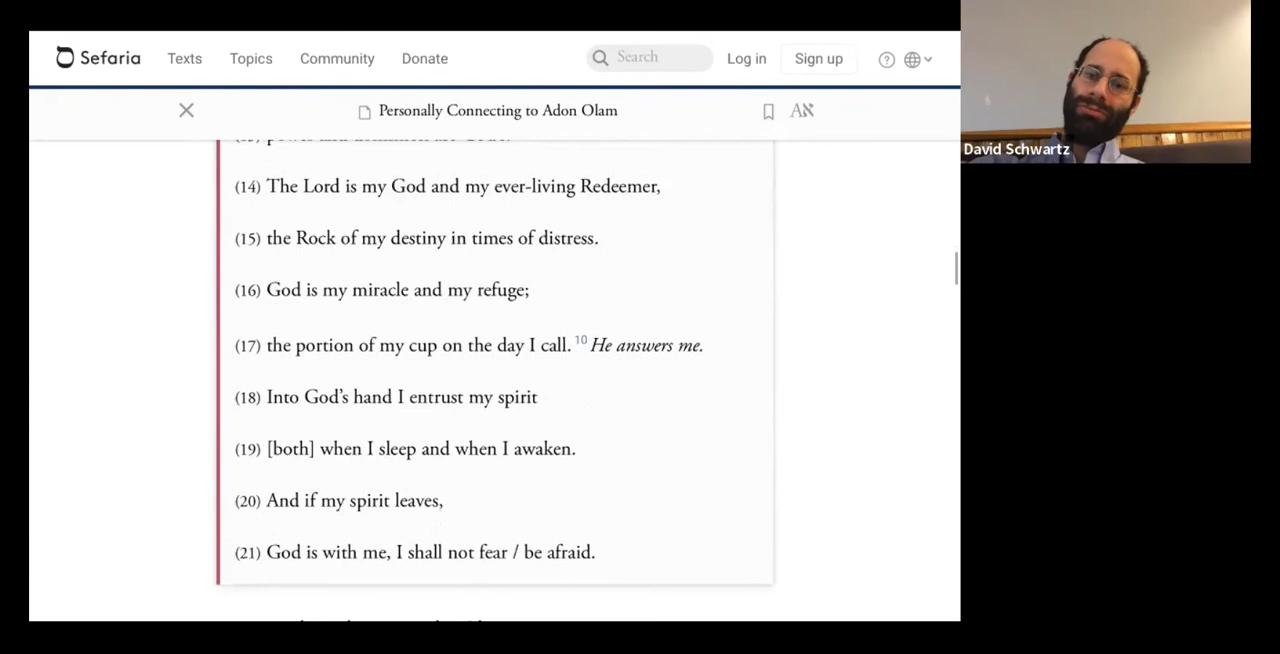 Sefaria Texts Topics Community Donate Search Log in Sign up
Personally Connecting to Adon Olam Aא
(14) The Lord is my God and my ever-living Redeemer,
(15) the Rock of my destiny in times of distress.
(16) God is my miracle and my refuge;
(17) the portion of my cup on the day I call. 10 He answers me.
(18) Into God's hand I entrust my spirit
(19) [both] when I sleep and when I awaken.
(20) And if my spirit leaves,
(21) God is with me, I shall not fear / be afraid.
David Schwartz